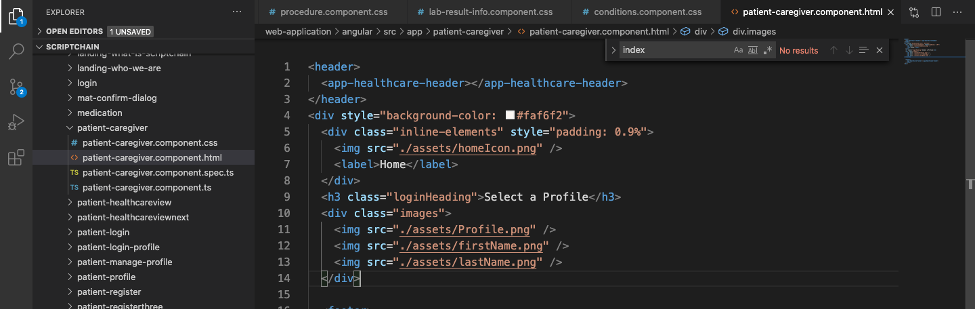 EXPLORER
OPEN EDITORS 1 UNSAVED
SCRIPTCHAIN
landing-what-is-scriptchain
landing-who-we-are
login
mat-confirm-dialog
medication
patient-caregiver
# patient-caregiver.component.css
<> patient-caregiver.component.html
TS patient-caregiver.component.spec.ts
TS patient-caregiver.component.ts
patient-healthcareview
patient-healthcareviewnext
patient-login
patient-login-profile
patient-manage-profile
patient-profile
patient-register
patient-registerthree
1
2
# procedure.component.css # lab-result-info.component.css # conditions.component.css <> patient-caregiver.component.html
web-application > angular > src > app > patient-caregiver > <> patient-caregiver.component.html > div > div.images
index Aa Ab| .* No results
1 <header>
2 <app-healthcare-header></app-healthcare-header>
3 </header>
4 <div style="background-color: #faf6f2">
5 <div class="inline-elements" style="padding: 0.9%">
6 <img src="./assets/homeIcon.png" />
7 <label>Home</label>
8 </div>
9 <h3 class="loginHeading">Select a Profile</h3>
10 <div class="images">
11 <img src="./assets/Profile.png" />
12 <img src="./assets/firstName.png" />
13 <img src="./assets/lastName.png" />
14 </div>
15
16 <footer>